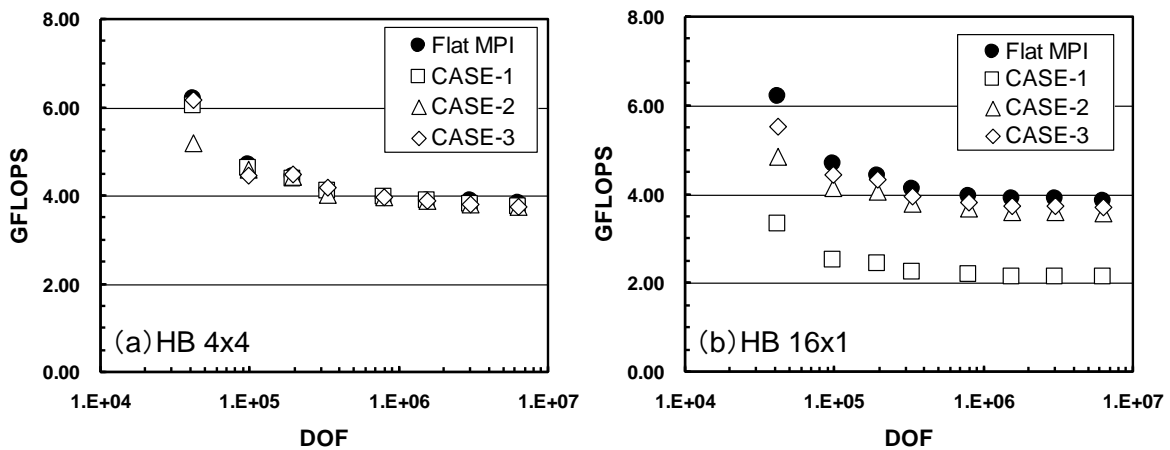 8.00
6.00
4.00
2.00
0.00
GFLOPS
Flat MPI
CASE-1
CASE-2
CASE-3
(a)HB 4x4
1.E+04 1.E+05 1.E+06 1.E+07
DOF
8.00
6.00
4.00
2.00
0.00
GFLOPS
Flat MPI
CASE-1
CASE-2
CASE-3
(b)HB 16x1
1.E+04 1.E+05 1.E+06 1.E+07
DOF